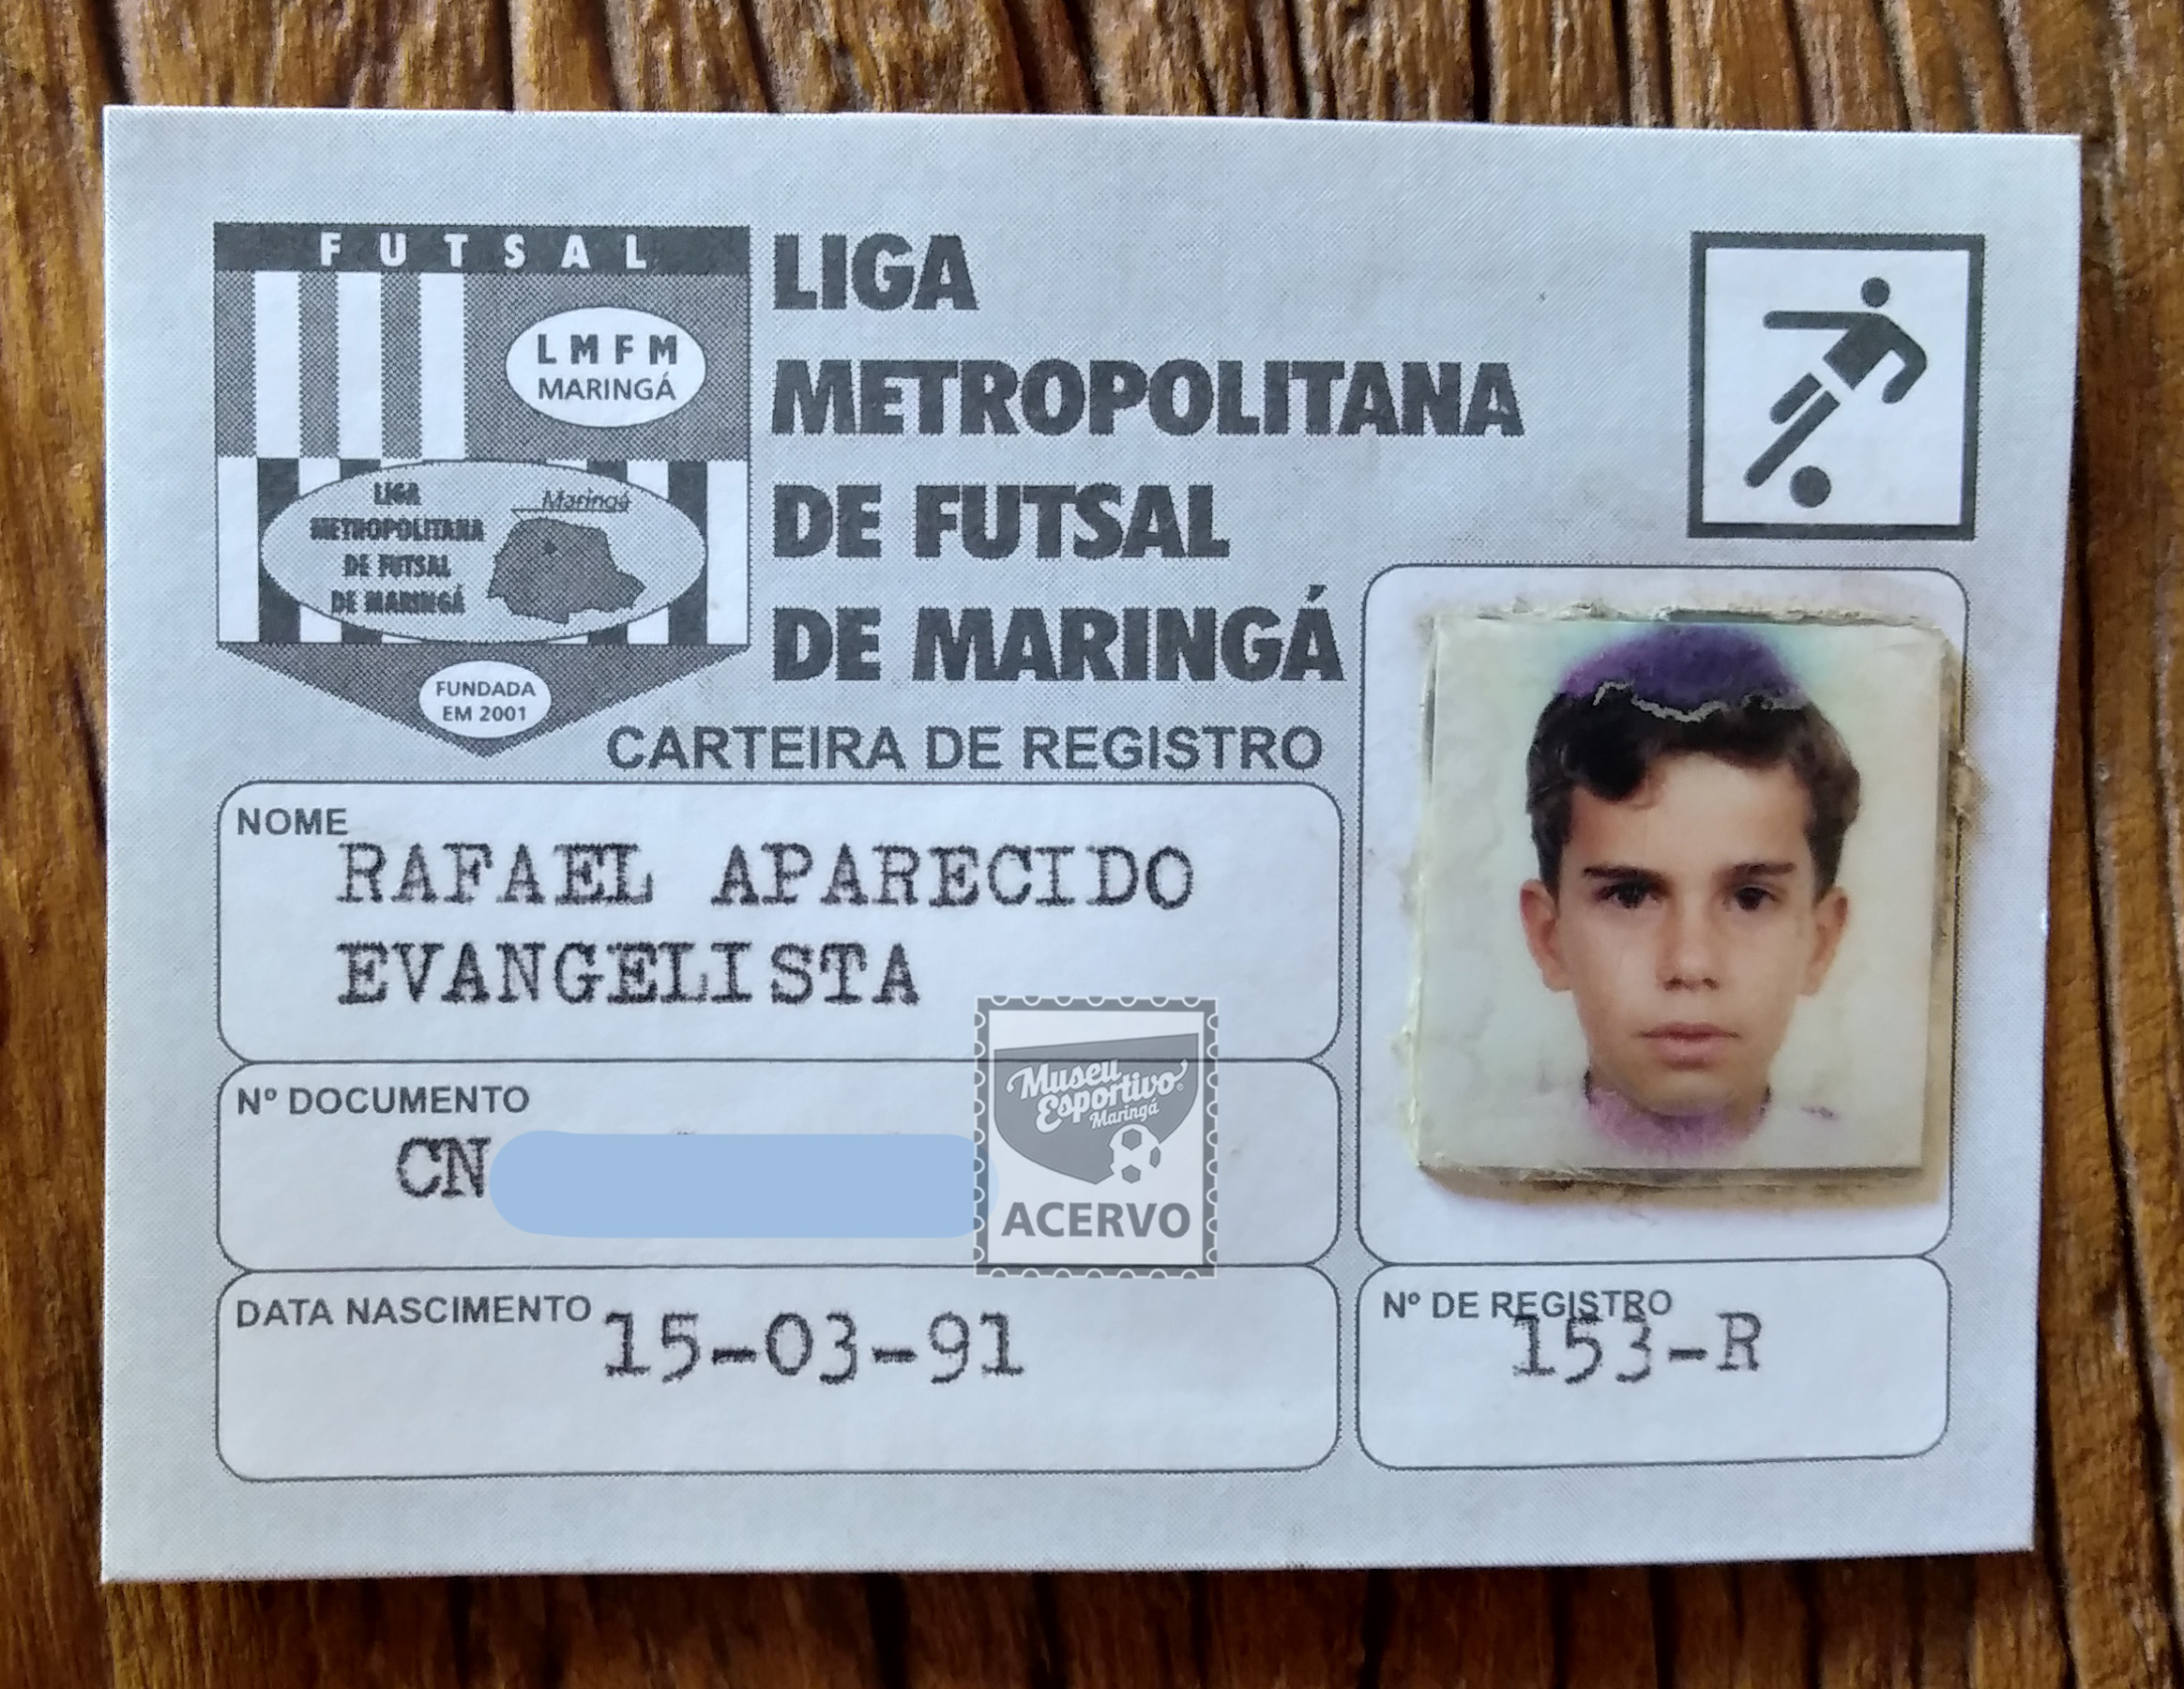 FUTSAL
LMFM
MARINGÁ
LIGA
METROPOLITANA
DE FUTSAL
DE MARINGÁ
Maringá
FUNDADA
EM 2001
LIGA
METROPOLITANA
DE FUTSAL
DE MARINGÁ
CARTEIRA DE REGISTRO
NOME
RAFAEL APARECIDO
EVANGELISTA
Nº DOCUMENTO
CN
Museu
Esportivo
Maringá
ACERVO
DATA NASCIMENTO
15-03-91
Nº DE REGISTRO
153-R